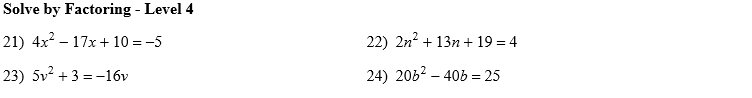 Solve by Factoring - Level 4
21) 4x² – 17x + 10 = –5 22) 2n² + 13n + 19 = 4
23) 5v² + 3 = –16v 24) 20b² – 40b = 25